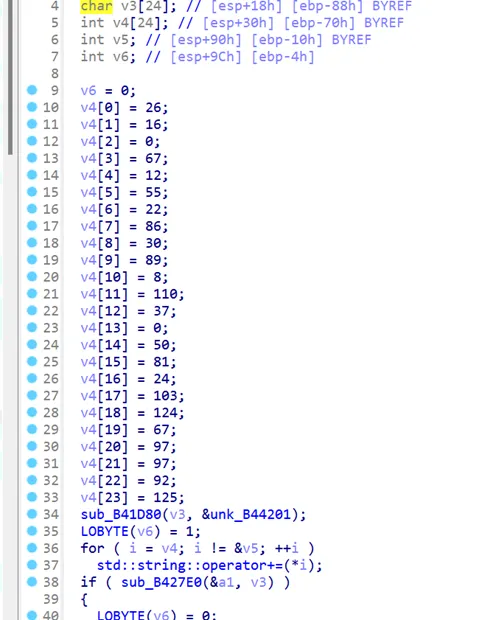 4 char v3[24]; // [esp+18h] [ebp-88h] BYREF
5 int v4[24]; // [esp+30h] [ebp-70h] BYREF
6 int v5; // [esp+90h] [ebp-10h] BYREF
7 int v6; // [esp+9Ch] [ebp-4h]
8
9 v6 = 0;
10 v4[0] = 26;
11 v4[1] = 16;
12 v4[2] = 0;
13 v4[3] = 67;
14 v4[4] = 12;
15 v4[5] = 55;
16 v4[6] = 22;
17 v4[7] = 86;
18 v4[8] = 30;
19 v4[9] = 89;
20 v4[10] = 8;
21 v4[11] = 110;
22 v4[12] = 37;
23 v4[13] = 0;
24 v4[14] = 50;
25 v4[15] = 81;
26 v4[16] = 24;
27 v4[17] = 103;
28 v4[18] = 124;
29 v4[19] = 67;
30 v4[20] = 97;
31 v4[21] = 97;
32 v4[22] = 92;
33 v4[23] = 125;
34 sub_B41D80(v3, &unk_B44201);
35 LOBYTE(v6) = 1;
36 for ( i = v4; i != &v5; ++i )
37 std::string::operator+=(*i);
38 if ( sub_B427E0(&a1, v3) )
39 {
40 LOBYTE(v6) = 0;